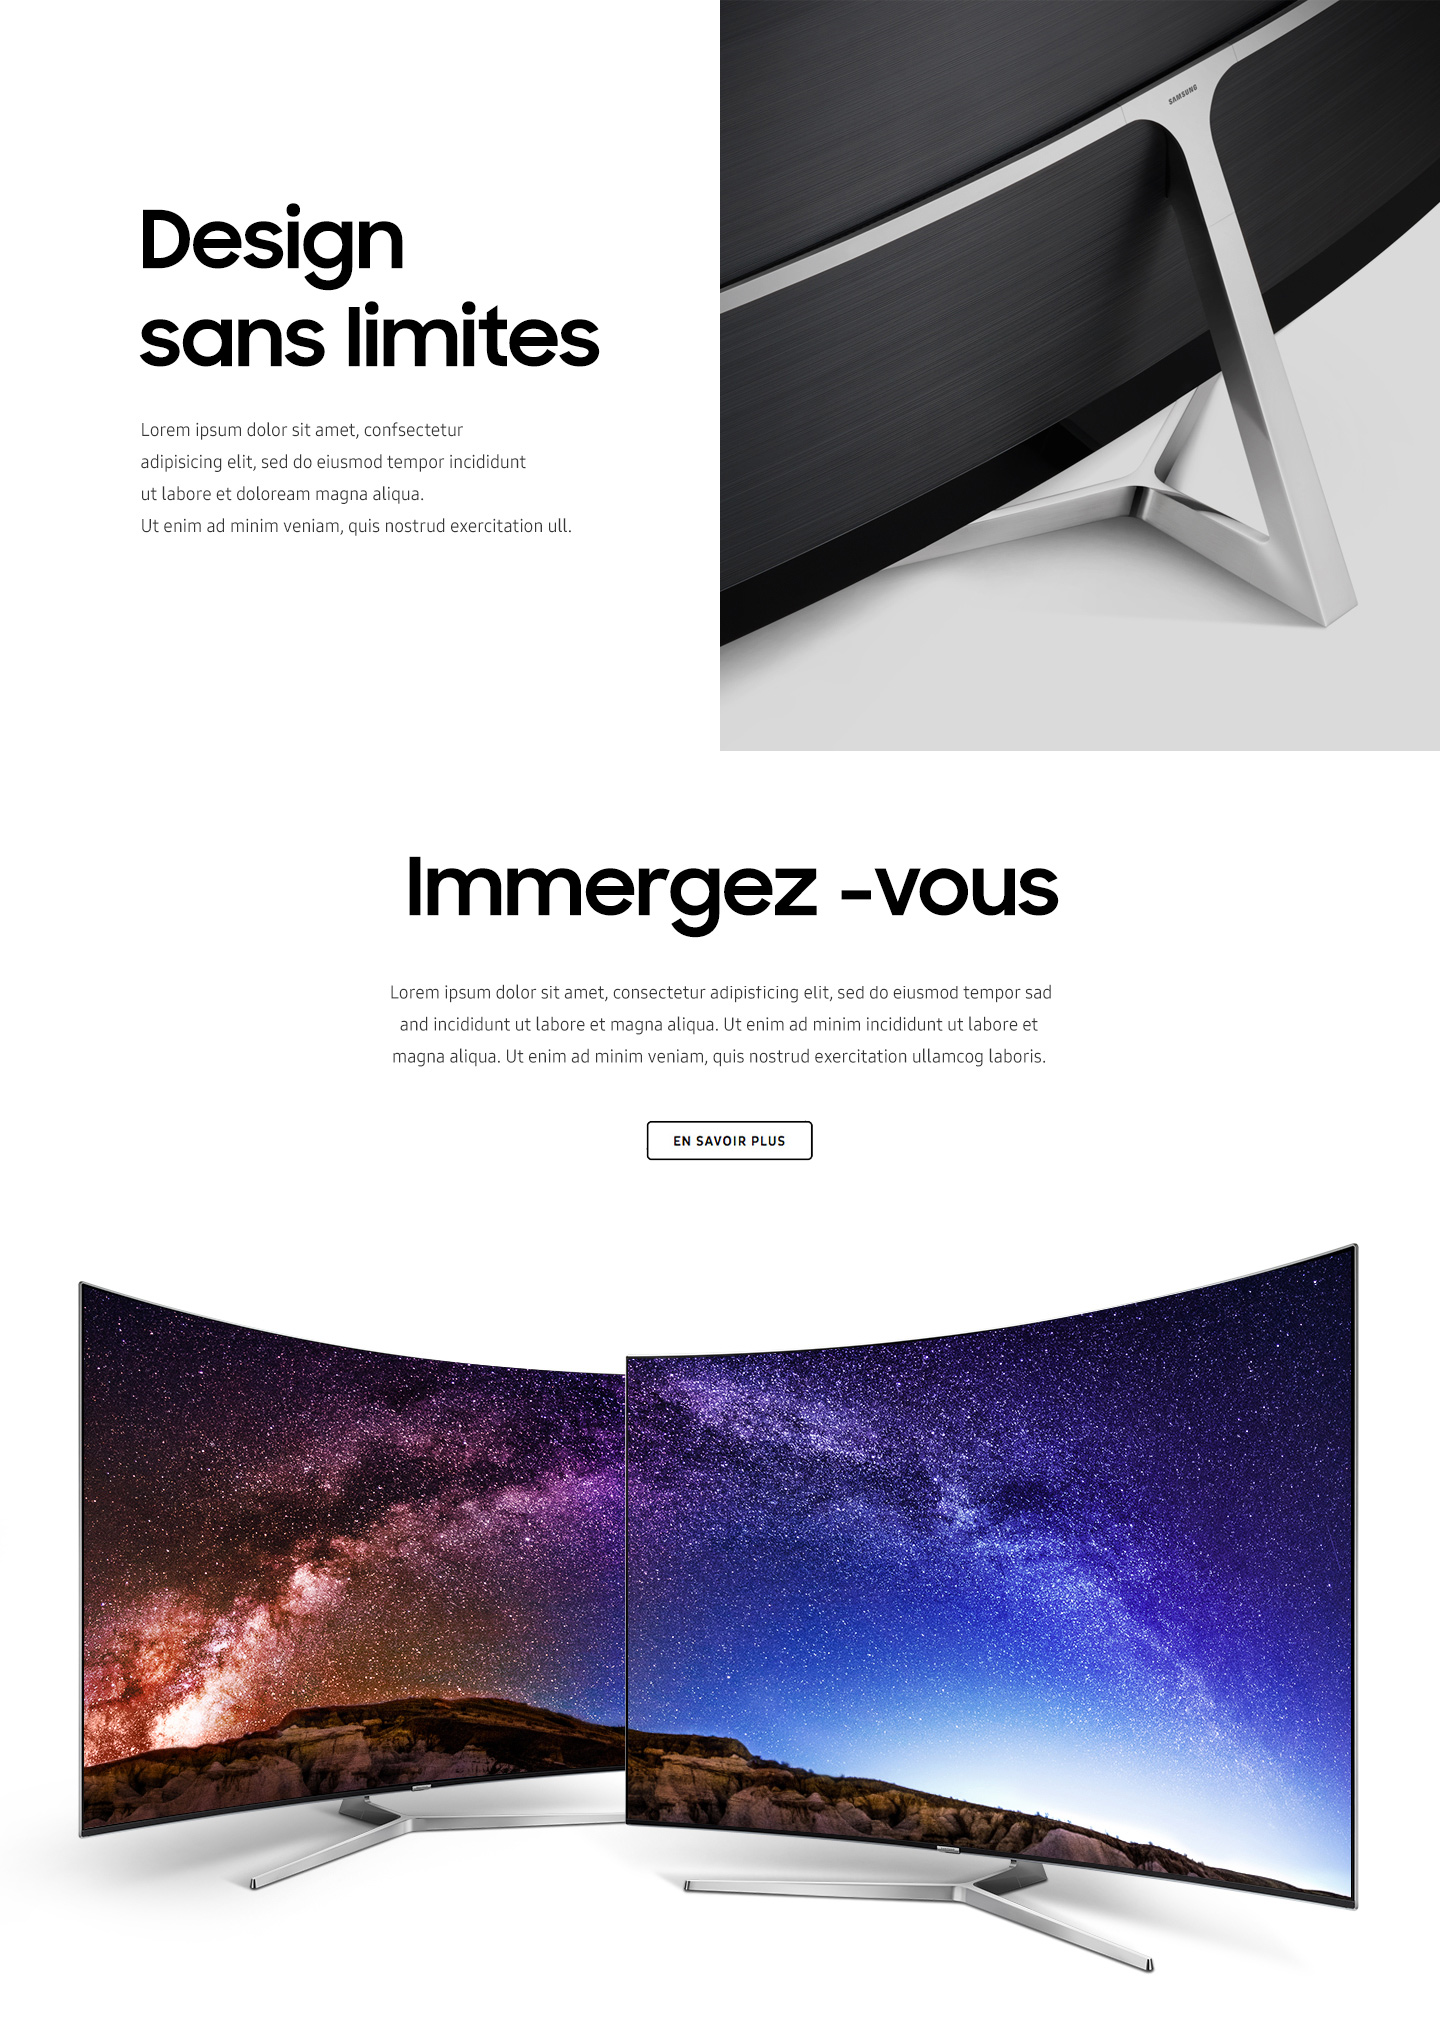 SAMSUNG
Design
sans limites
Lorem ipsum dolor sit amet, confsectetur
adipisicing elit, sed do eiusmod tempor incididunt
ut labore et doloream magna aliqua.
Ut enim ad minim veniam, quis nostrud exercitation ull.
Immergez -vous
Lorem ipsum dolor sit amet, consectetur adipisficing elit, sed do eiusmod tempor sad
and incididunt ut labore et magna aliqua. Ut enim ad minim incididunt ut labore et
magna aliqua. Ut enim ad minim veniam, quis nostrud exercitation ullamcog laboris.
EN SAVOIR PLUS